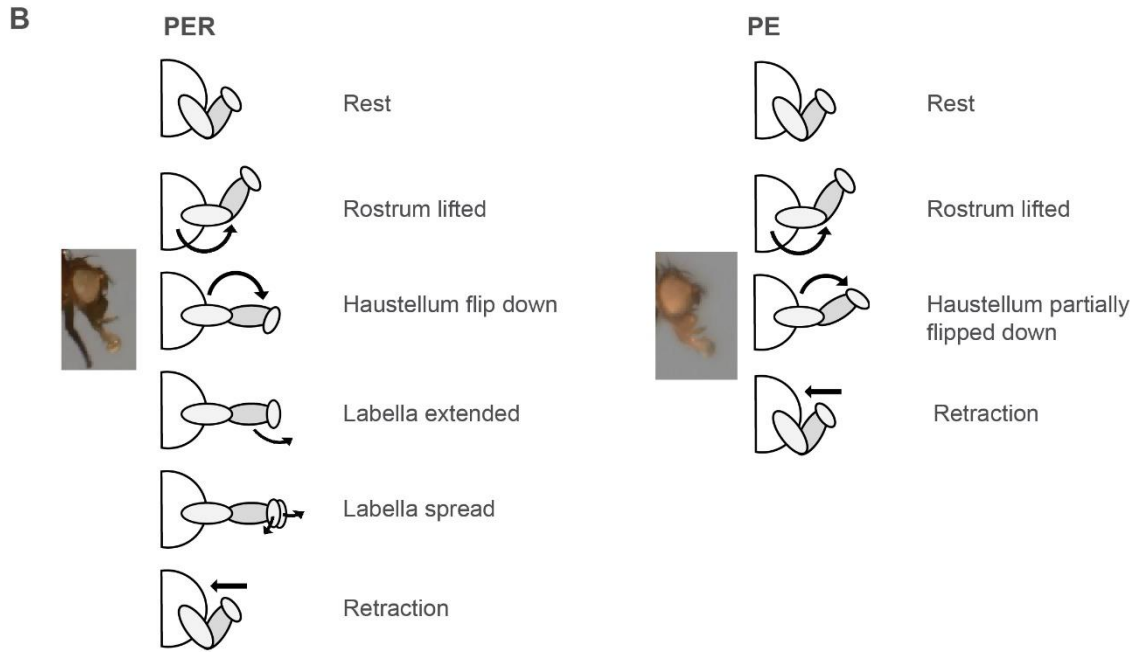 B
PER
Rest
Rostrum lifted
Haustellum flip down
Labella extended
Labella spread
Retraction
PE
Rest
Rostrum lifted
Haustellum partially
flipped down
Retraction